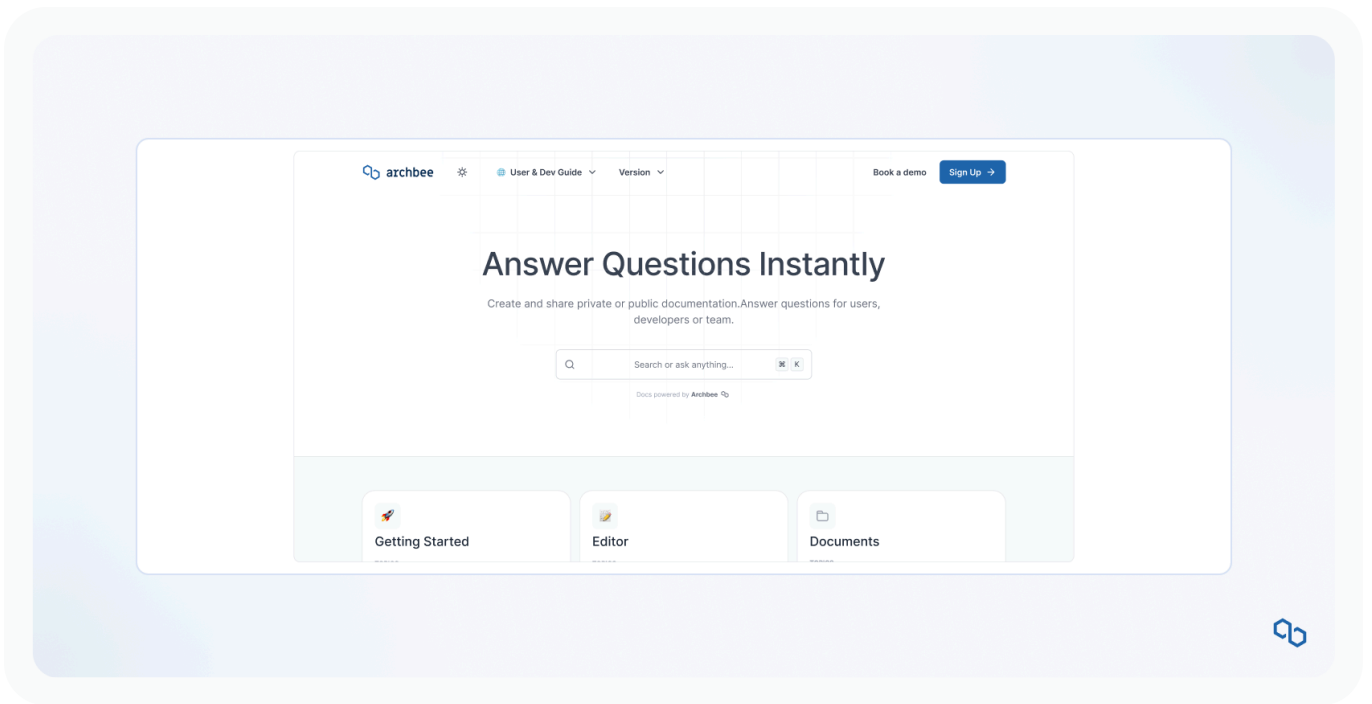 archbee
User & Dev Guide
Version
Book a demo
Sign Up
Answer Questions Instantly
Create and share private or public documentation.Answer questions for users,
developers or team.
Search or ask anything...
⌘ K
Docs powered by Archbee
Getting Started
Editor
Documents